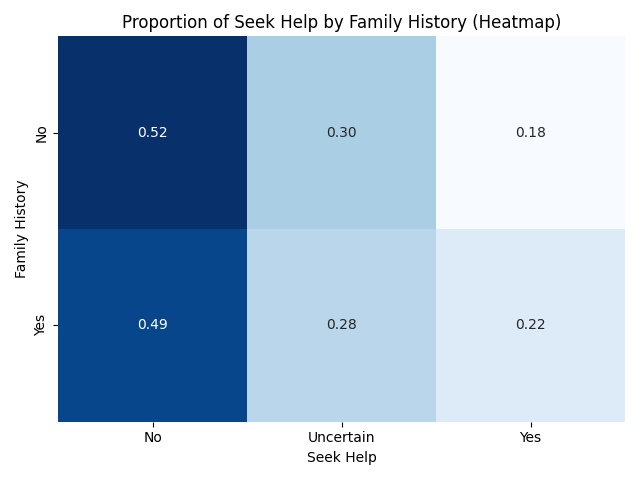 Proportion of Seek Help by Family History (Heatmap)
Family History
No
0.52 0.30 0.18
Yes
0.49 0.28 0.22
No Uncertain Yes
Seek Help